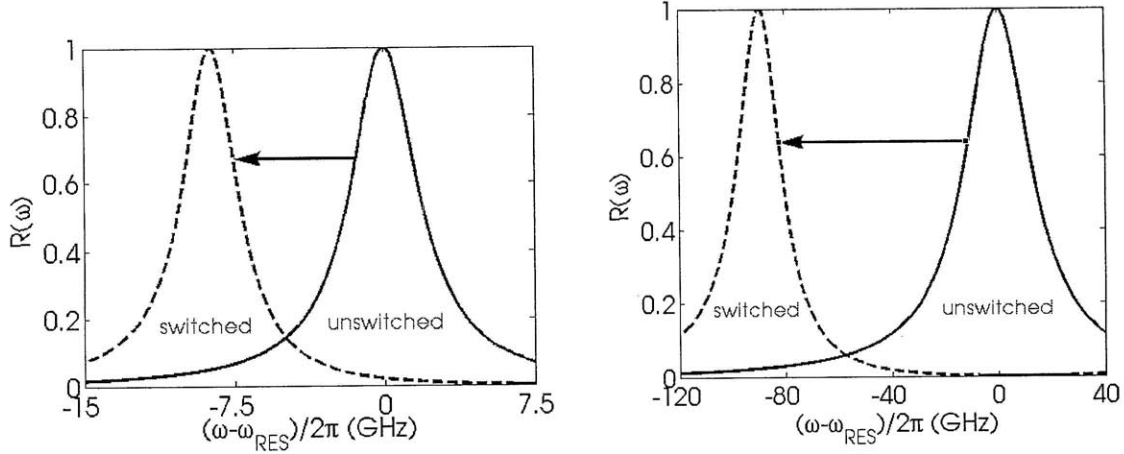 R(ω)
1
0.8
0.6
0.4
0.2
0
switched
unswitched
-15
-7.5
0
7.5
(ω-ωRES)/2π (GHz)
R(ω)
1
0.8
0.6
0.4
0.2
0
switched
unswitched
-120
-80
-40
0
40
(ω-ωRES)/2π (GHz)